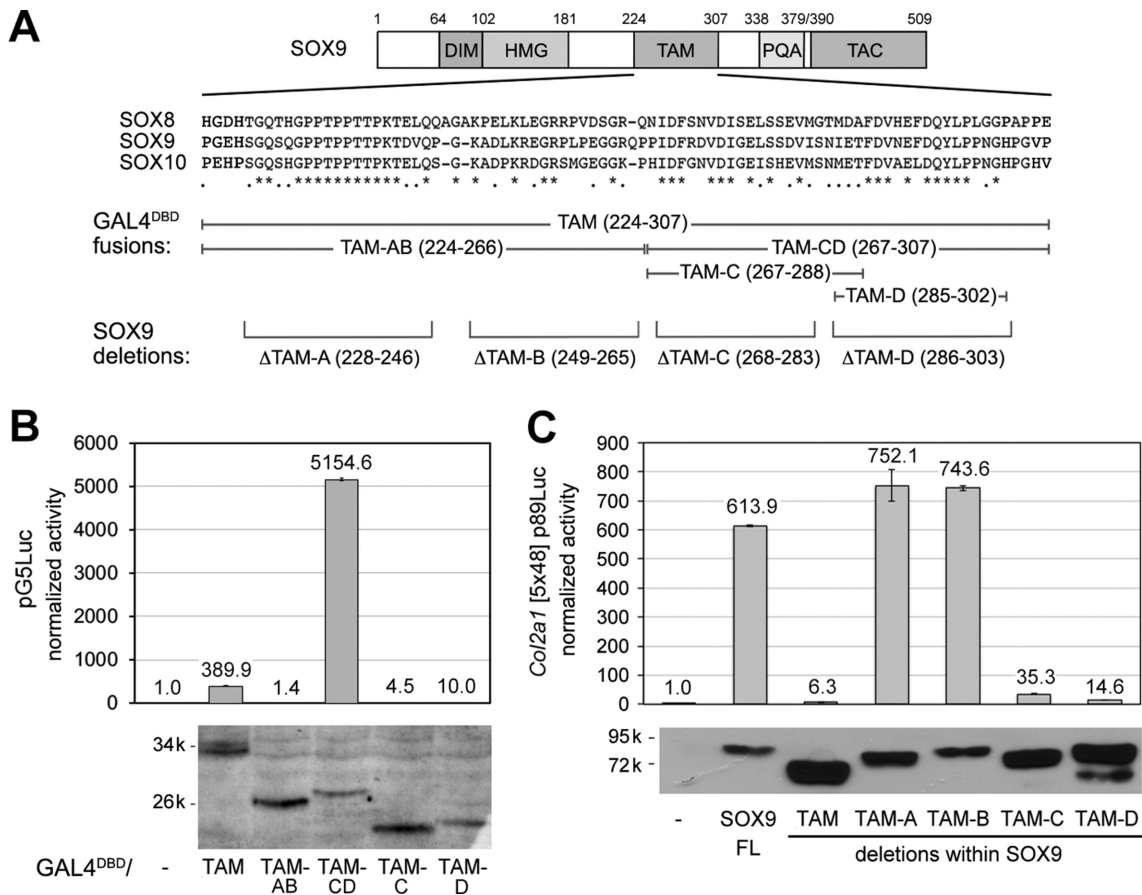 A
1 64 102 181 224 307 338 379/390 509
SOX9 DIM HMG TAM PQA TAC
SOX8 HGDHTGQTHGPPTPPTTPKTELQQAGAKPELKLEGRRPVDSGR-QNIDFSNVDISELSSEVMGTMDAFDVHEFDQYLPLGGPAPPE
SOX9 PGEHSGQSQGPPTPPTTPKTDVQP-G-KADLKREGRPLPEGGRQPPIDFRDVDIGELSSDVISNIETFDVNEFDQYLPPNGHPGVP
SOX10 PEHPSGQSHGPPTPPTTPKTELQS-G-KADPKRDGRSMGEGGK-PHIDFGNVDIGEISHEVMSNMETFDVAELDQYLPPNGHPGHV
GAL4DBD
fusions:
TAM (224-307)
TAM-AB (224-266) TAM-CD (267-307)
TAM-C (267-288)
TAM-D (285-302)
SOX9
deletions:
ΔTAM-A (228-246) ΔTAM-B (249-265) ΔTAM-C (268-283) ΔTAM-D (286-303)
B
pG5Luc
normalized activity
6000
5000
4000
3000
2000
1000
0
1.0 389.9 1.4 5154.6 4.5 10.0
34k -
26k -
GAL4DBD/ - TAM TAM-AB TAM-CD TAM-C TAM-D
C
Col2a1 [5x48] p89Luc
normalized activity
900
800
700
600
500
400
300
200
100
0
1.0 613.9 6.3 752.1 743.6 35.3 14.6
95k -
72k -
- SOX9 FL TAM TAM-A TAM-B TAM-C TAM-D
deletions within SOX9